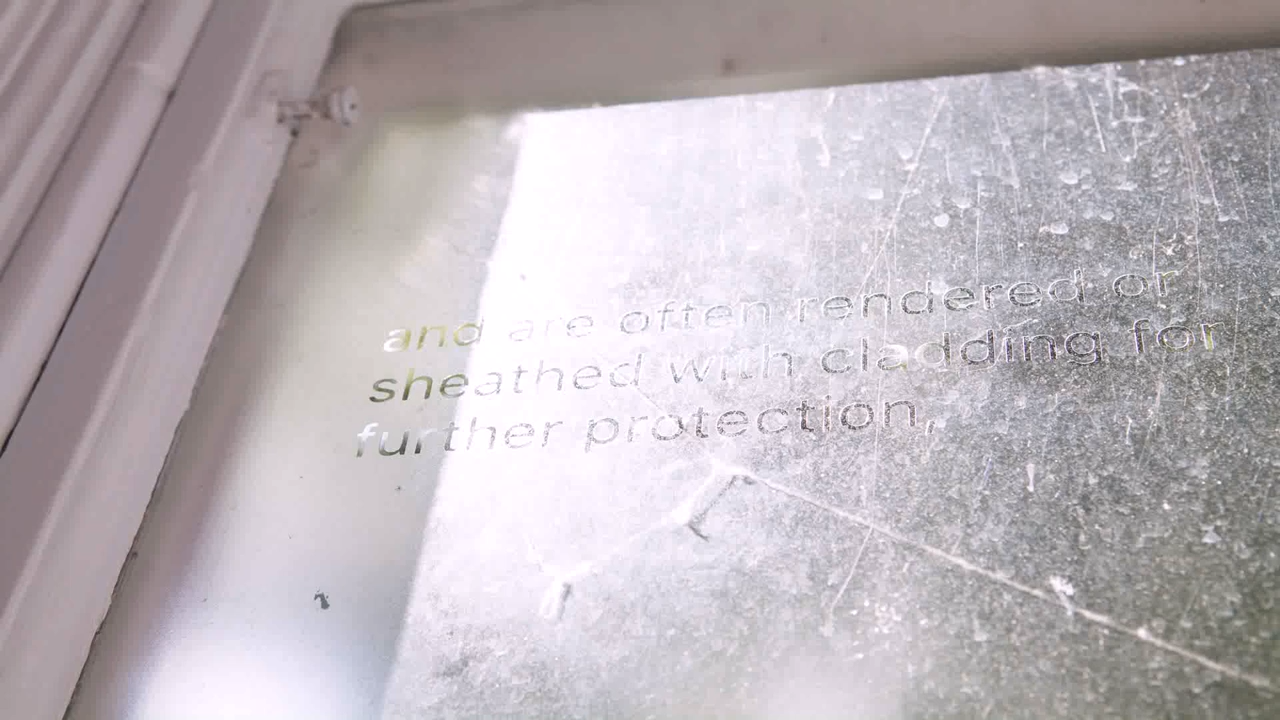 and are often rendered or
sheathed with cladding for
further protection,